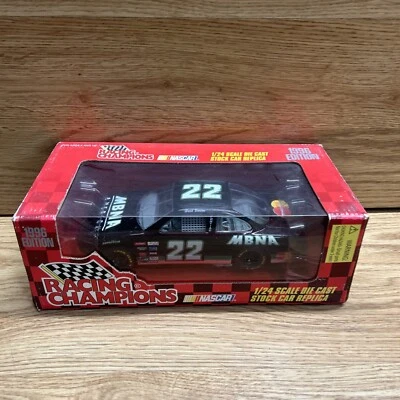 RACING
CHAMPIONS
NASCAR
1/24 SCALE DIE CAST
STOCK CAR REPLICA
1996
EDITION
22
MBNA
22
MBNA
1996
EDITION
RACING
CHAMPIONS
NASCAR
1/24 SCALE DIE CAST
STOCK CAR REPLICA
WARNING